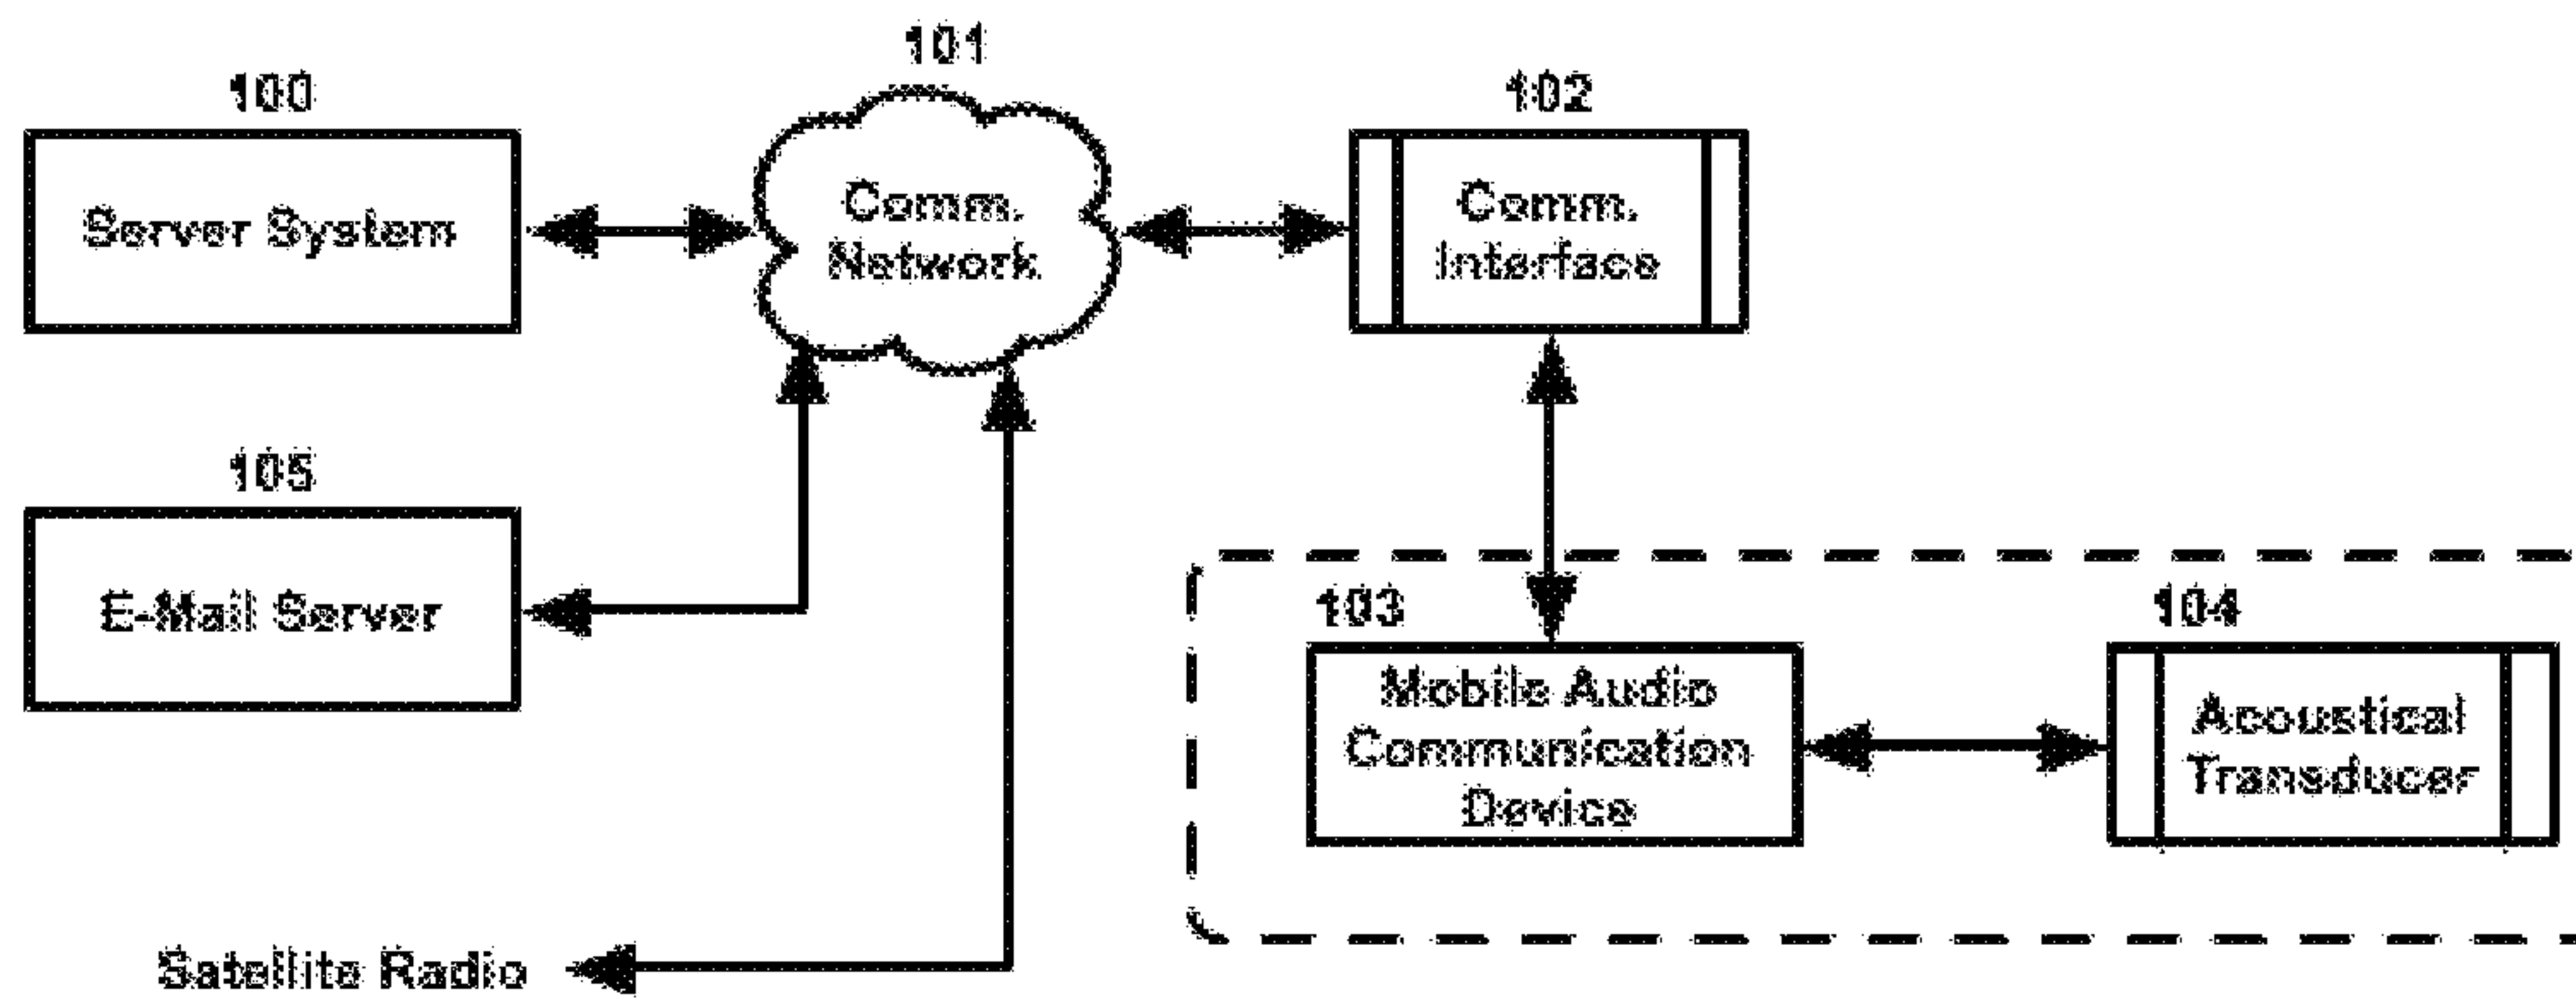 101
100
102
Server System
Comm.
Network
Comm.
Interface
105
E-Mail Server
103
104
Mobile Audio
Communication
Device
Acoustical
Transducer
Satellite Radio